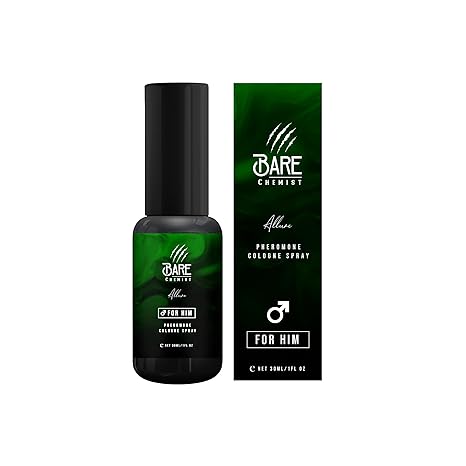 BARE
CHEMIST
Allure
FOR HIM
PHEROMONE
COLOGNE SPRAY
℮ NET 30ML/1FL OZ
BARE
CHEMIST
Allure
PHEROMONE
COLOGNE SPRAY
FOR HIM
℮ NET 30ML/1FL OZ